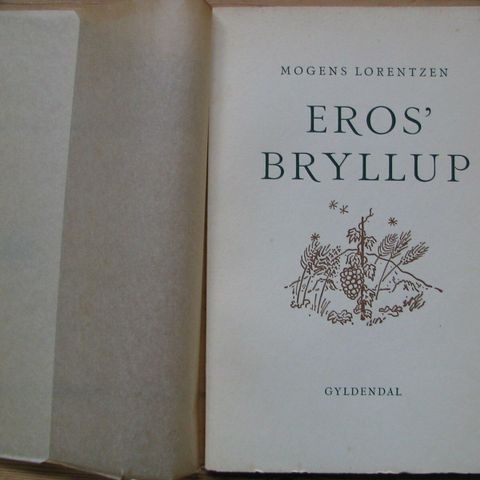 MOGENS LORENTZEN
EROS’
BRYLLUP
GYLDENDAL